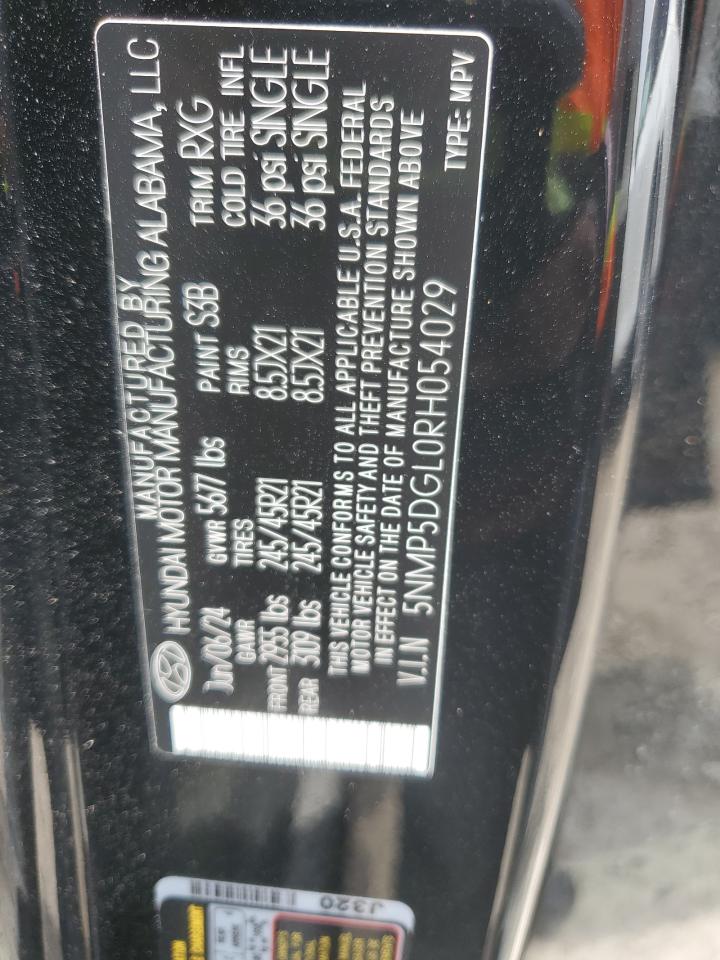 MANUFACTURED BY
HYUNDAI MOTOR MANUFACTURING ALABAMA, LLC
Jun/06/24 GVWR 5677 lbs PAINT S3B TRIM RXG
GAWR TIRES RIMS COLD TIRE INFL
FRONT 2955 lbs 245/45R21 8.5JX21 36 psi SINGLE
REAR 3109 lbs 245/45R21 8.5JX21 36 psi SINGLE
THIS VEHICLE CONFORMS TO ALL APPLICABLE U.S.A. FEDERAL
MOTOR VEHICLE SAFETY AND THEFT PREVENTION STANDARDS
IN EFFECT ON THE DATE OF MANUFACTURE SHOWN ABOVE
V.I.N 5NMP5DGL0RH054029
TYPE: MPV
J320